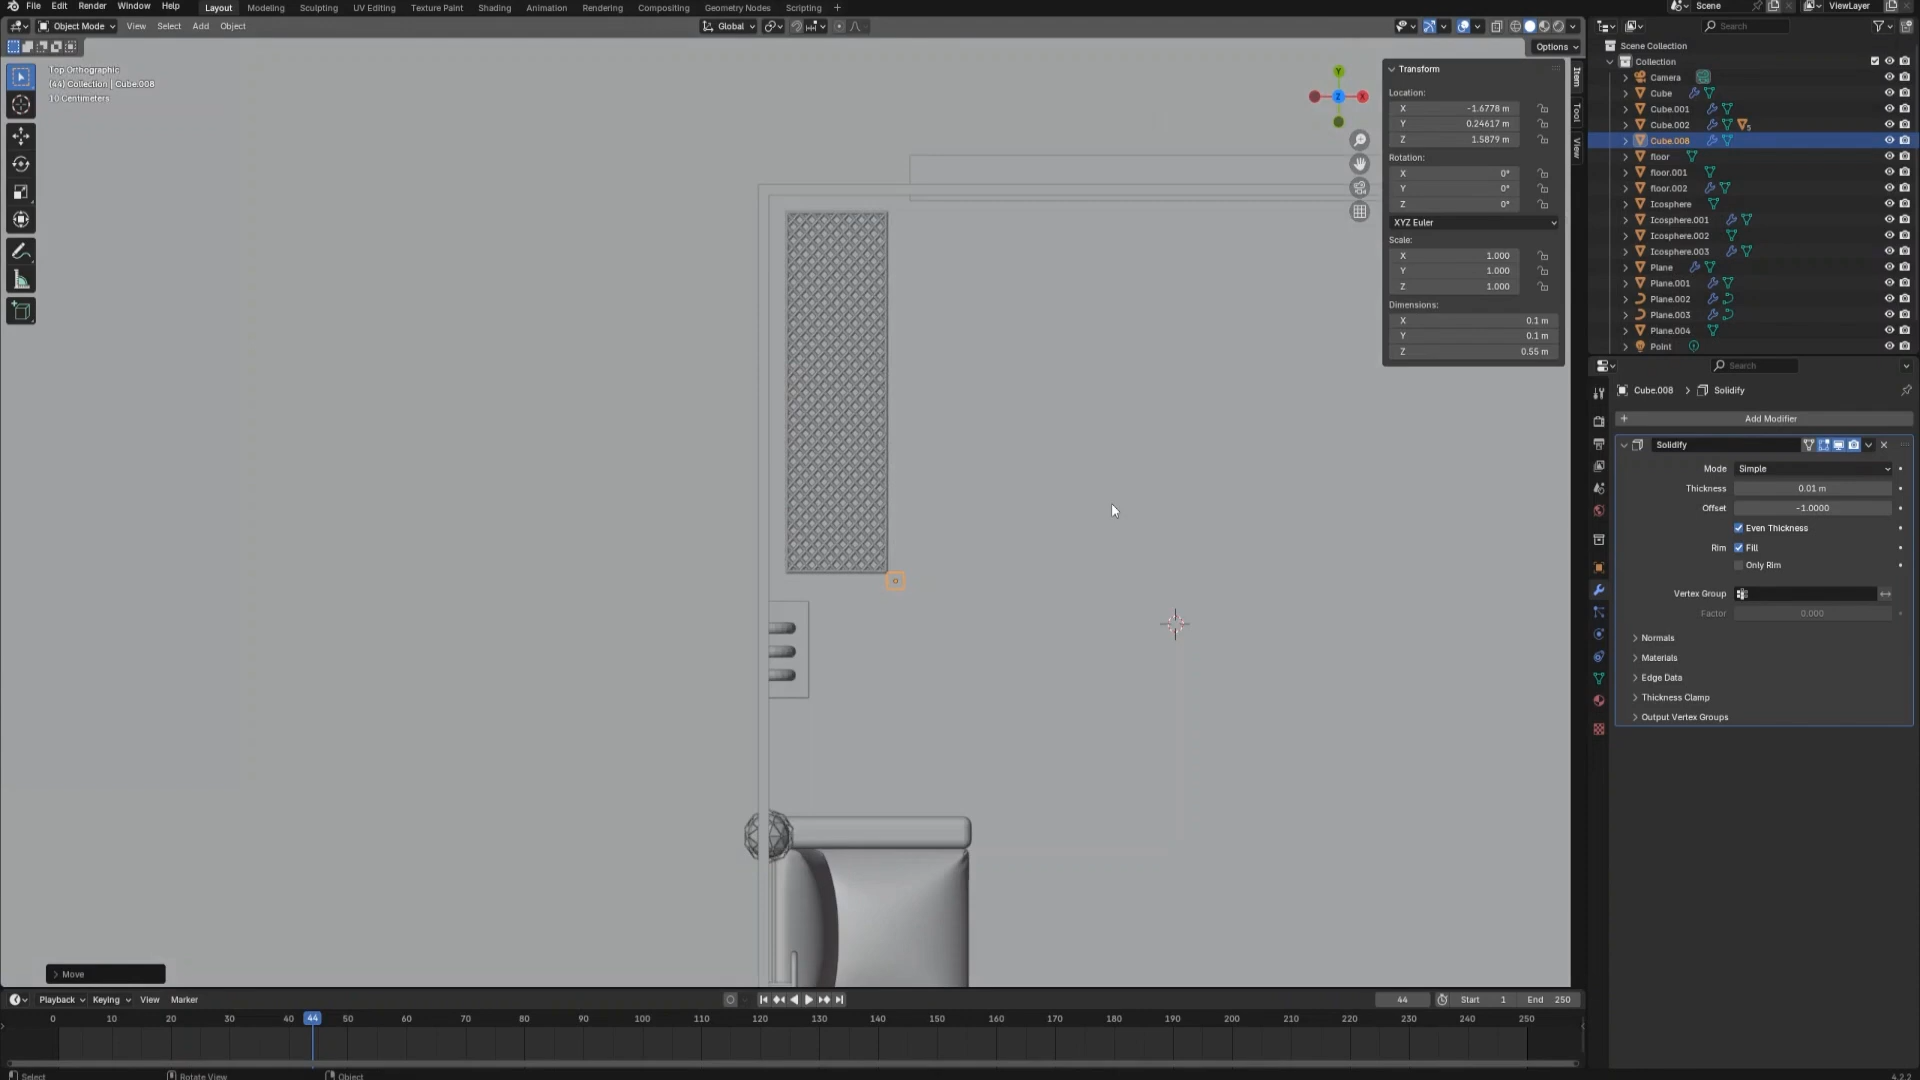 File Edit Render Window Help Layout Modeling Sculpting UV Editing Texture Paint Shading Animation Rendering Compositing Geometry Nodes Scripting + Scene ViewLayer
Object Mode View Select Add Object Global Search
Options
Top Orthographic
(44) Collection | Cube.008
10 Centimeters
Y
Z
X
Item
Tool
View
Transform
Location:
X -1.6778 m
Y 0.24617 m
Z 1.5879 m
Rotation:
X 0°
Y 0°
Z 0°
XYZ Euler
Scale:
X 1.000
Y 1.000
Z 1.000
Dimensions:
X 0.1 m
Y 0.1 m
Z 0.55 m
Scene Collection
Collection
Camera
Cube
Cube.001
Cube.002 5
Cube.008
floor
floor.001
floor.002
Icosphere
Icosphere.001
Icosphere.002
Icosphere.003
Plane
Plane.001
Plane.002
Plane.003
Plane.004
Point
Search
Cube.008 > Solidify
+ Add Modifier
Solidify
Mode Simple
Thickness 0.01 m
Offset -1.0000
Even Thickness
Rim Fill
Only Rim
Vertex Group
Factor 0.000
Normals
Materials
Edge Data
Thickness Clamp
Output Vertex Groups
Move
Playback Keying View Marker 44 Start 1 End 250
0 10 20 30 40 44 50 60 70 80 90 100 110 120 130 140 150 160 170 180 190 200 210 220 230 240 250
Select Rotate View Object 4.2.2